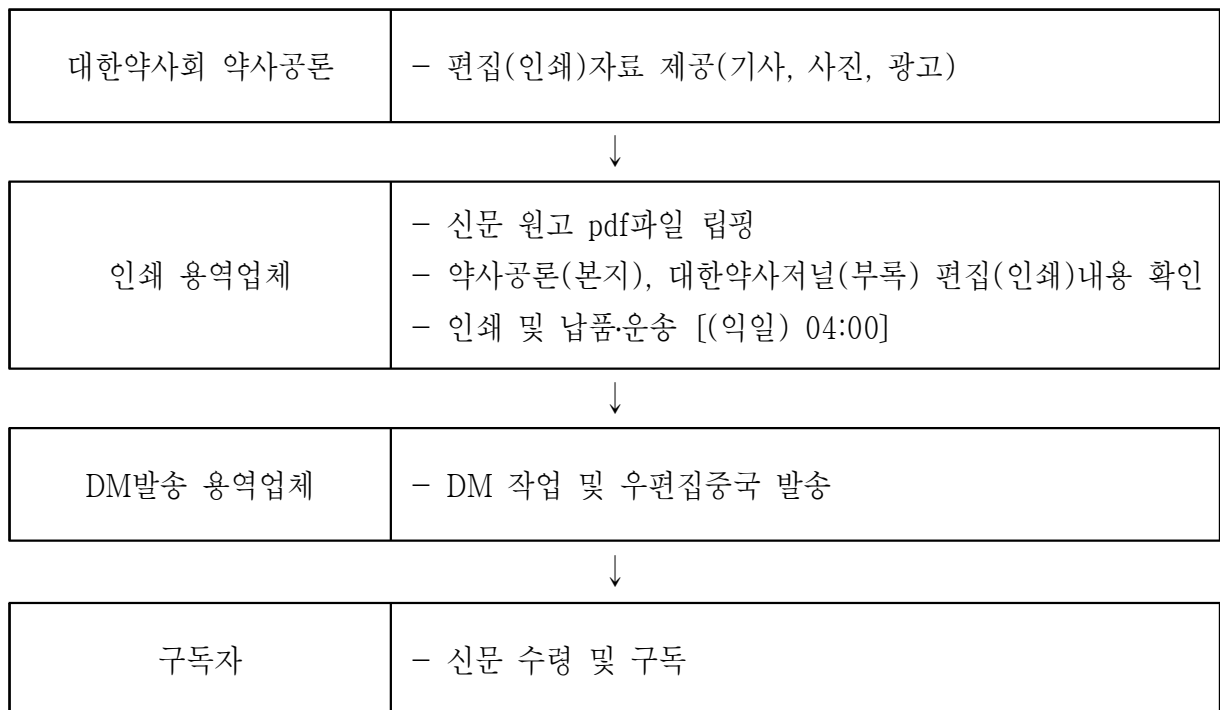 대한약사회 약사공론
- 편집(인쇄)자료 제공(기사, 사진, 광고)
↓
인쇄 용역업체
- 신문 원고 pdf파일 립핑
- 약사공론(본지), 대한약사저널(부록) 편집(인쇄)내용 확인
- 인쇄 및 납품·운송 [(익일) 04:00]
↓
DM발송 용역업체
- DM 작업 및 우편집중국 발송
↓
구독자
- 신문 수령 및 구독